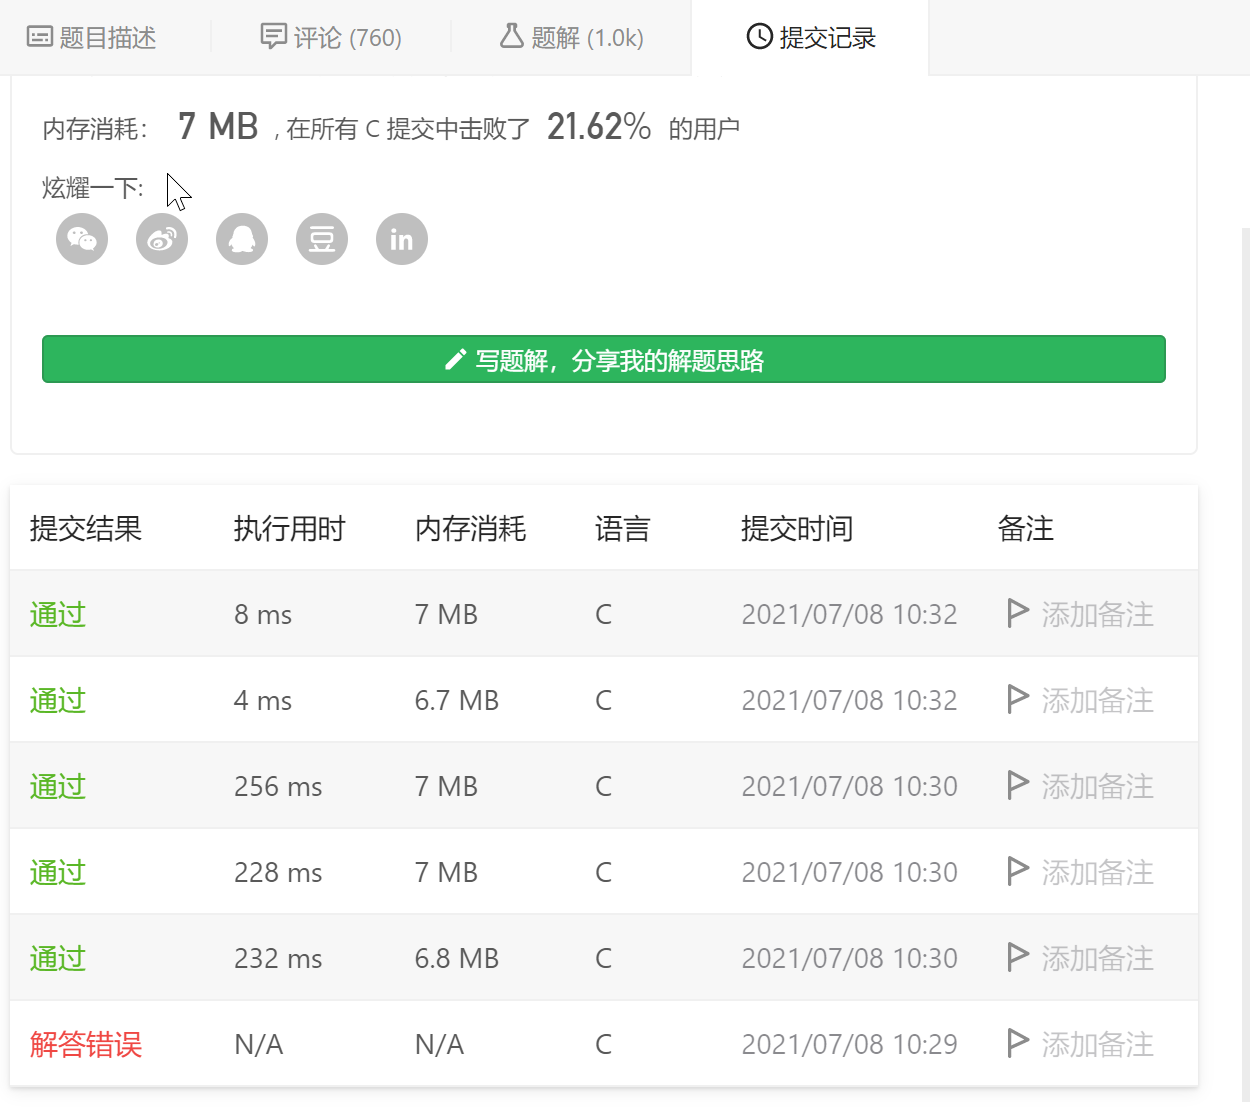 题目描述 评论 (760) 题解 (1.0k) 提交记录
内存消耗： 7 MB , 在所有 C 提交中击败了 21.62% 的用户
炫耀一下:
豆 in
写题解，分享我的解题思路
提交结果 执行用时 内存消耗 语言 提交时间 备注
通过 8 ms 7 MB C 2021/07/08 10:32 添加备注
通过 4 ms 6.7 MB C 2021/07/08 10:32 添加备注
通过 256 ms 7 MB C 2021/07/08 10:30 添加备注
通过 228 ms 7 MB C 2021/07/08 10:30 添加备注
通过 232 ms 6.8 MB C 2021/07/08 10:30 添加备注
解答错误 N/A N/A C 2021/07/08 10:29 添加备注